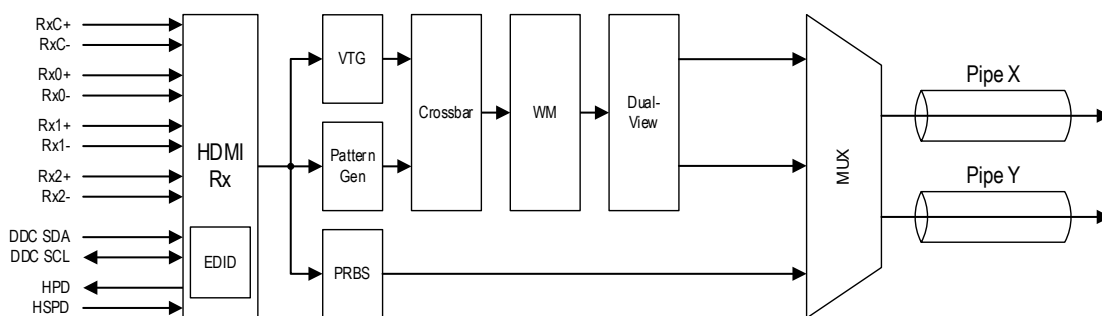 RxC+
RxC-
Rx0+
Rx0-
Rx1+
Rx1-
Rx2+
Rx2-
DDC SDA
DDC SCL
HPD
HSPD
HDMI
Rx
EDID
VTG
Pattern
Gen
PRBS
Crossbar
WM
Dual-
View
MUX
Pipe X
Pipe Y